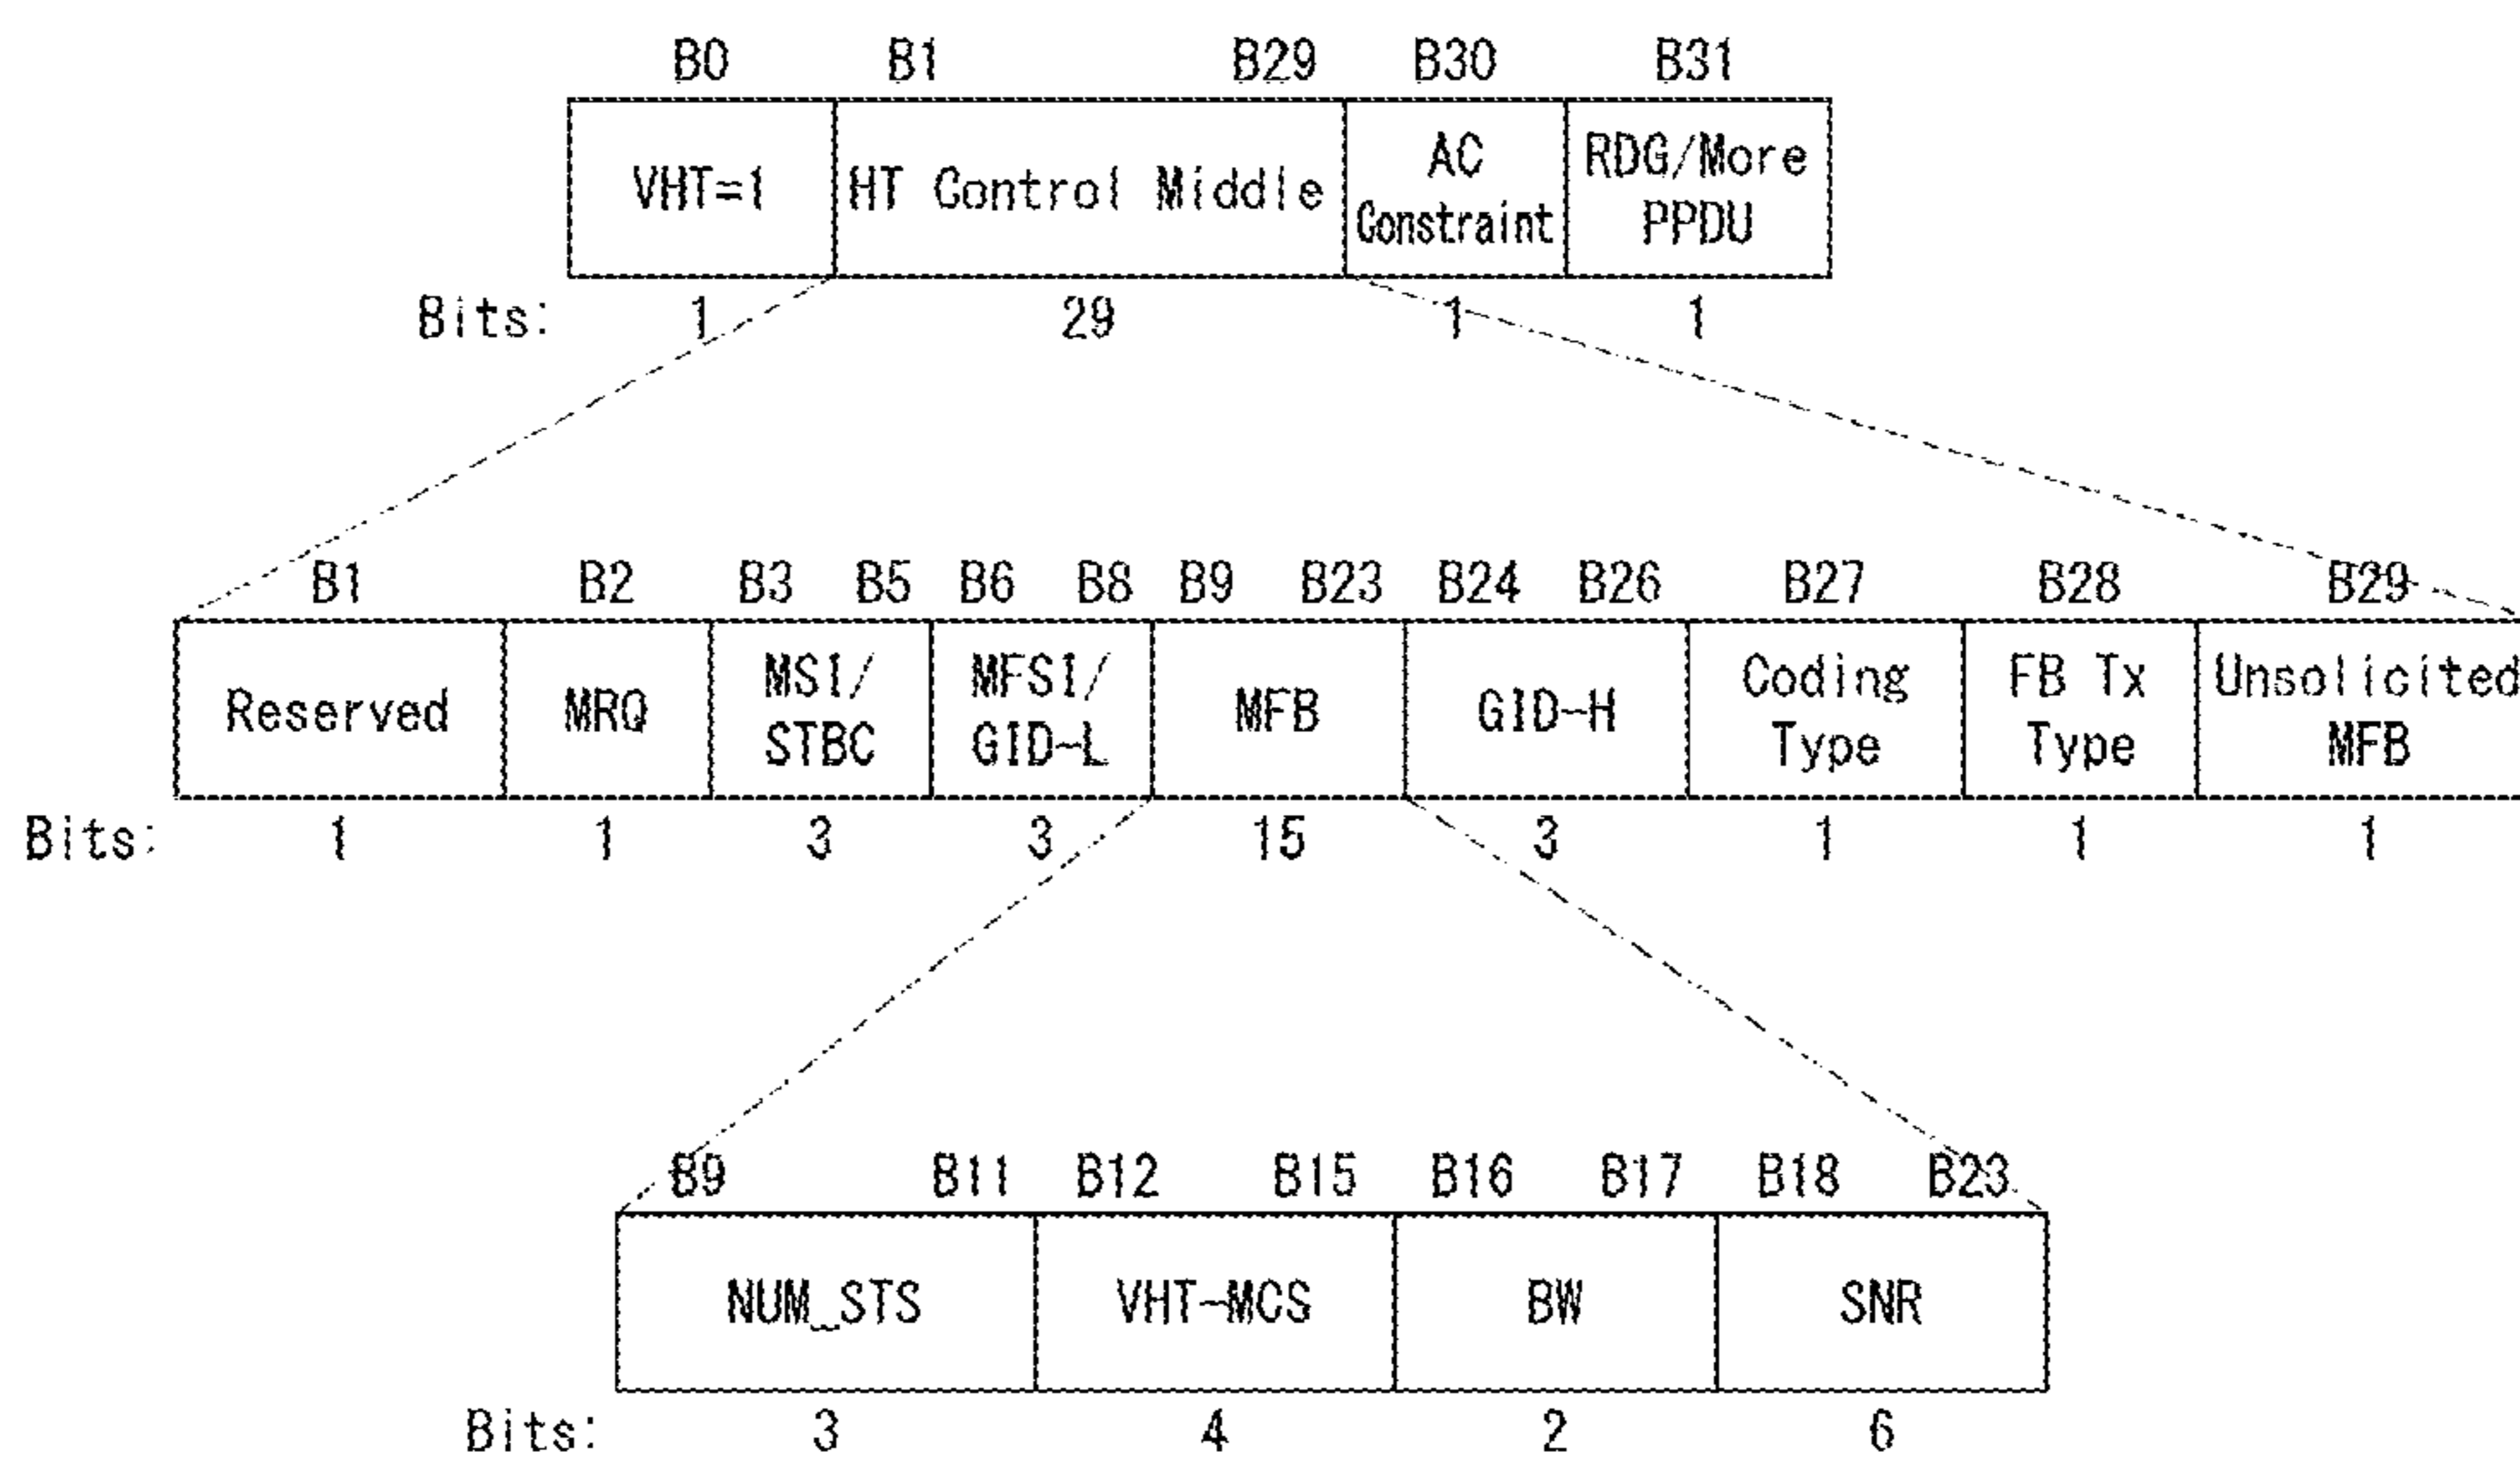 B0 B1 B29 B30 B31
VHT=1 HT Control Middle AC Constraint RDG/More PPDU
Bits: 1 29 1 1
B1 B2 B3 B5 B6 B8 B9 B23 B24 B26 B27 B28 B29
Reserved MRQ MSI/ STBC MFSI/ GID-L MFB GID-H Coding Type FB Tx Type Unsolicited MFB
Bits: 1 1 3 3 15 3 1 1 1
B9 B11 B12 B15 B16 B17 B18 B23
NUM_STS VHT-MCS BW SNR
Bits: 3 4 2 6